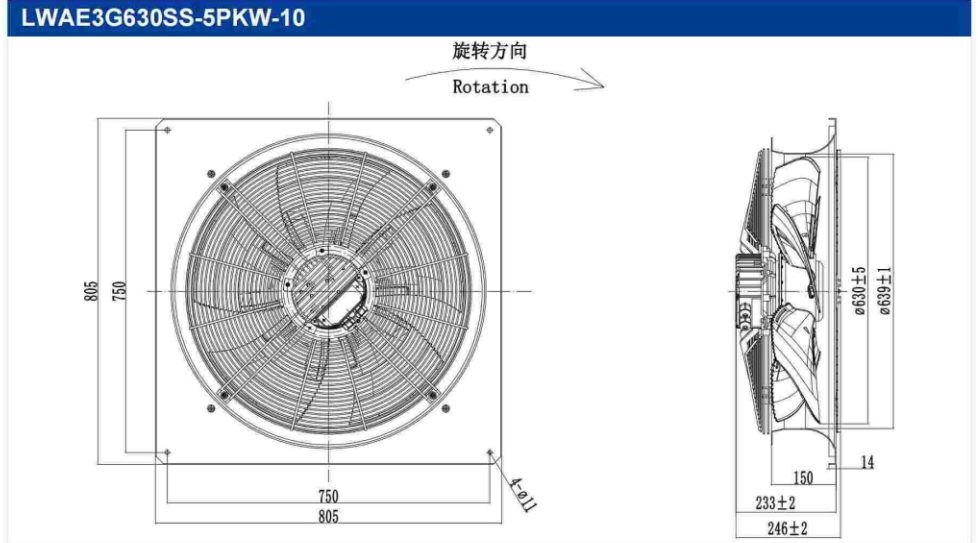 LWAE3G630SS-5PKW-10
旋转方向
Rotation
805
750
750
805
4-ø11
ø630±5
ø639±1
14
150
233±2
246±2